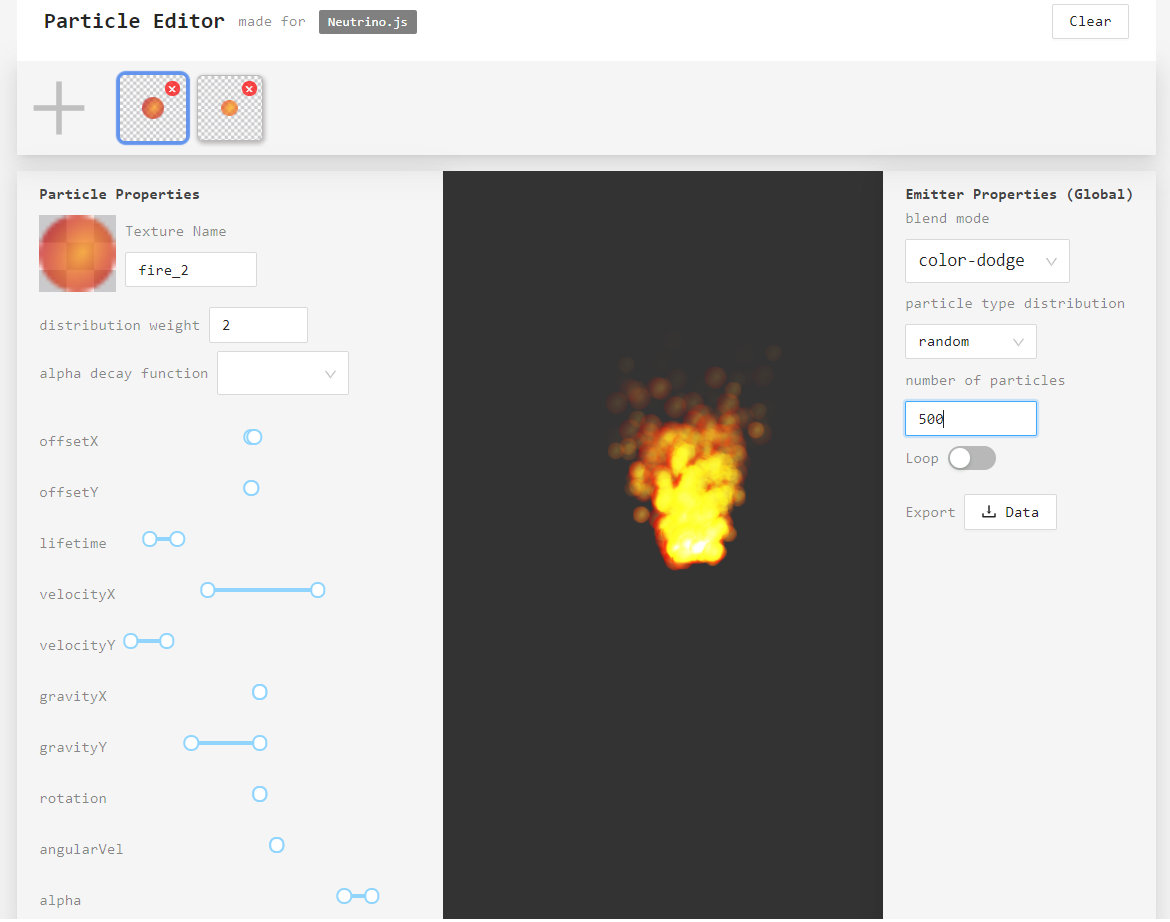 Particle Editor made for Neutrino.js
Clear
Particle Properties
Texture Name
fire_2
distribution weight 2
alpha decay function
offsetX
offsetY
lifetime
velocityX
velocityY
gravityX
gravityY
rotation
angularVel
alpha
Emitter Properties (Global)
blend mode
color-dodge
particle type distribution
random
number of particles
500
Loop
Export Data